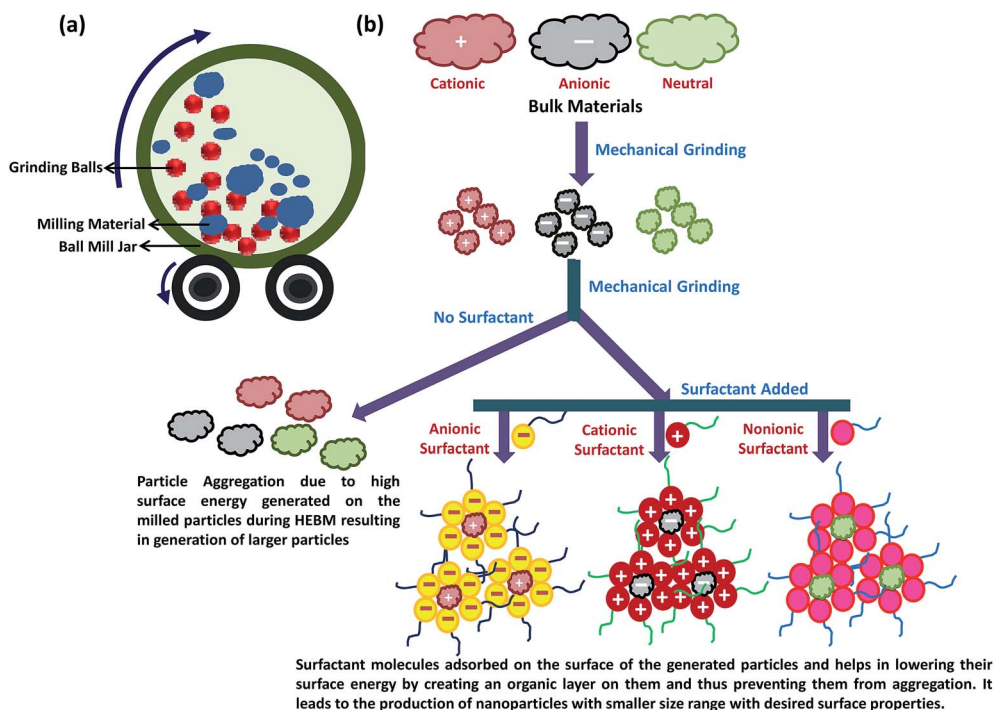 (a)
Grinding Balls
Milling Material
Ball Mill Jar
(b)
+
−
Cationic
Anionic
Neutral
Bulk Materials
Mechanical Grinding
+ + + +
− − − − −
Mechanical Grinding
No Surfactant
Surfactant Added
Anionic
Surfactant
−
Cationic
Surfactant
+
Nonionic
Surfactant
Particle Aggregation due to high
surface energy generated on the
milled particles during HEBM resulting
in generation of larger particles
Surfactant molecules adsorbed on the surface of the generated particles and helps in lowering their
surface energy by creating an organic layer on them and thus preventing them from aggregation. It
leads to the production of nanoparticles with smaller size range with desired surface properties.